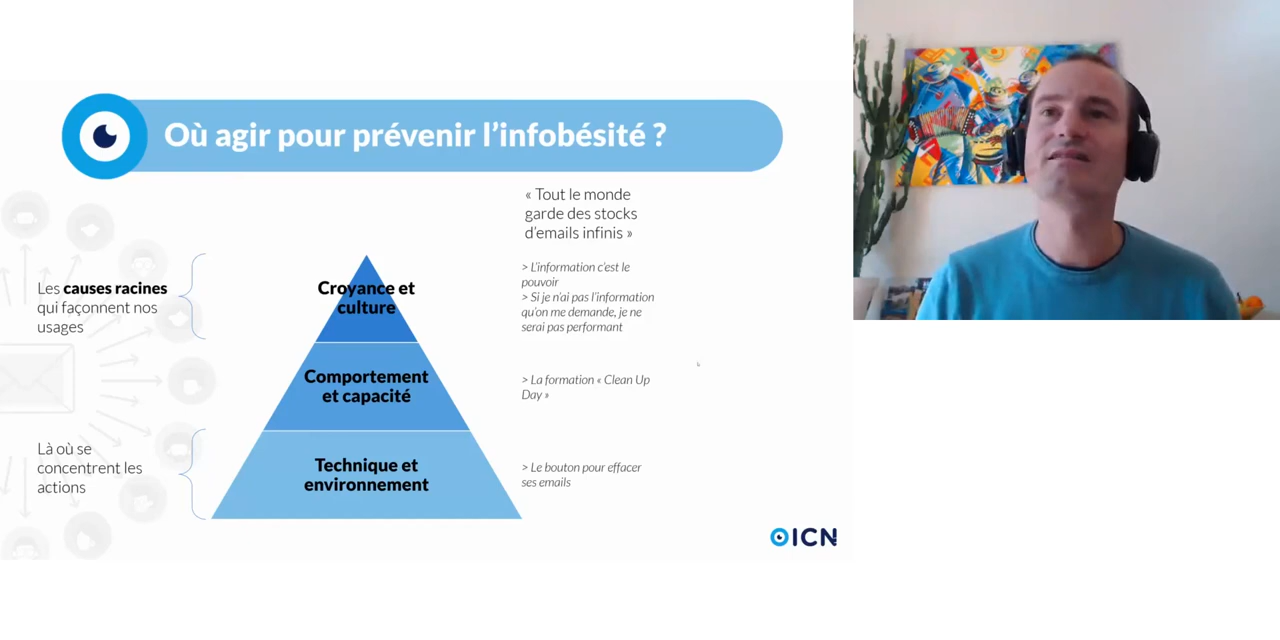 Où agir pour prévenir l'infobésité ?
« Tout le monde
garde des stocks
d'emails infinis »
Les causes racines
qui façonnent nos
usages
Croyance et
culture
> L'information c'est le
pouvoir
> Si je n'ai pas l'information
qu'on me demande, je ne
serai pas performant
Comportement
et capacité
> La formation « Clean Up
Day »
Là où se
concentrent les
actions
Technique et
environnement
> Le bouton pour effacer
ses emails
OICN